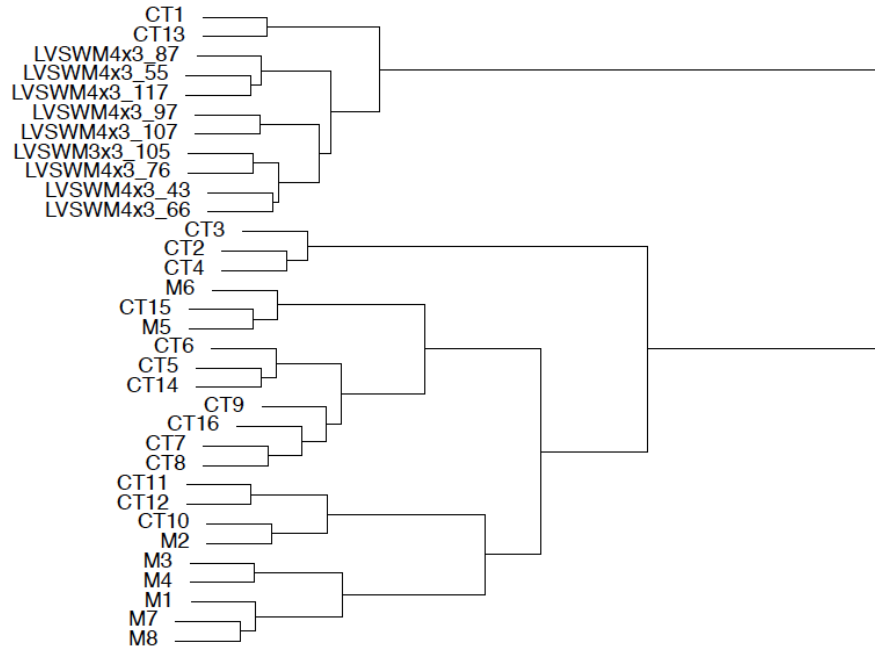 CT1
CT13
LVSWM4x3_87
LVSWM4x3_55
LVSWM4x3_117
LVSWM4x3_97
LVSWM4x3_107
LVSWM3x3_105
LVSWM4x3_76
LVSWM4x3_43
LVSWM4x3_66
CT3
CT2
CT4
M6
CT15
M5
CT6
CT5
CT14
CT9
CT16
CT7
CT8
CT11
CT12
CT10
M2
M3
M4
M1
M7
M8